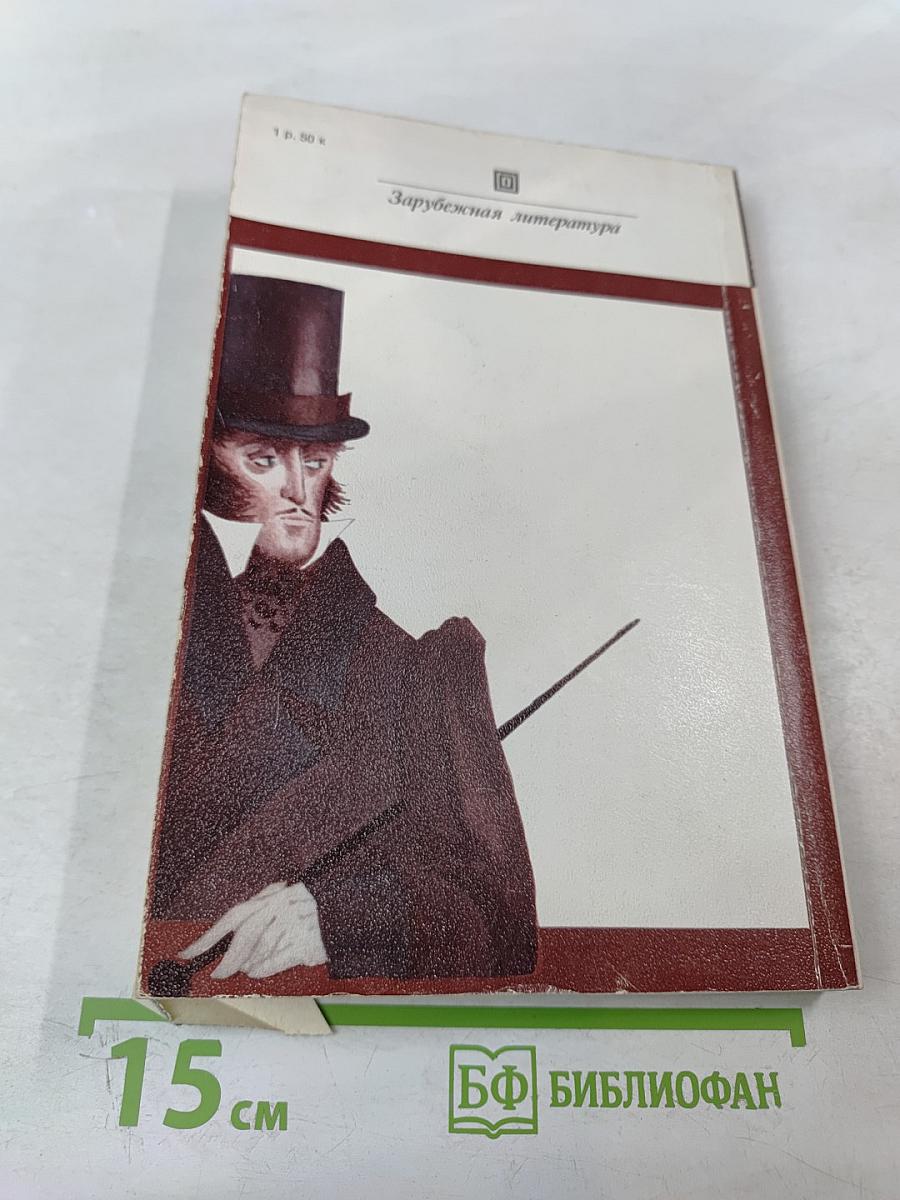 1 р. 80 к
Зарубежная литература
15 см
БФ БИБЛИОФАН